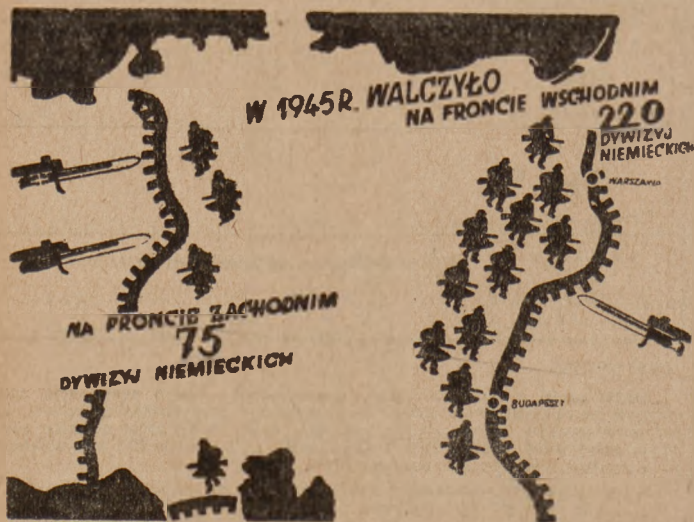 W 1945 R. WALCZYŁO
NA FRONCIE WSCHODNIM
220
DYWIZYJ
NIEMIECKICH
WARSZAWA
NA FRONCIE ZACHODNIM
75
DYWIZYJ NIEMIECKICH
BUDAPESZT